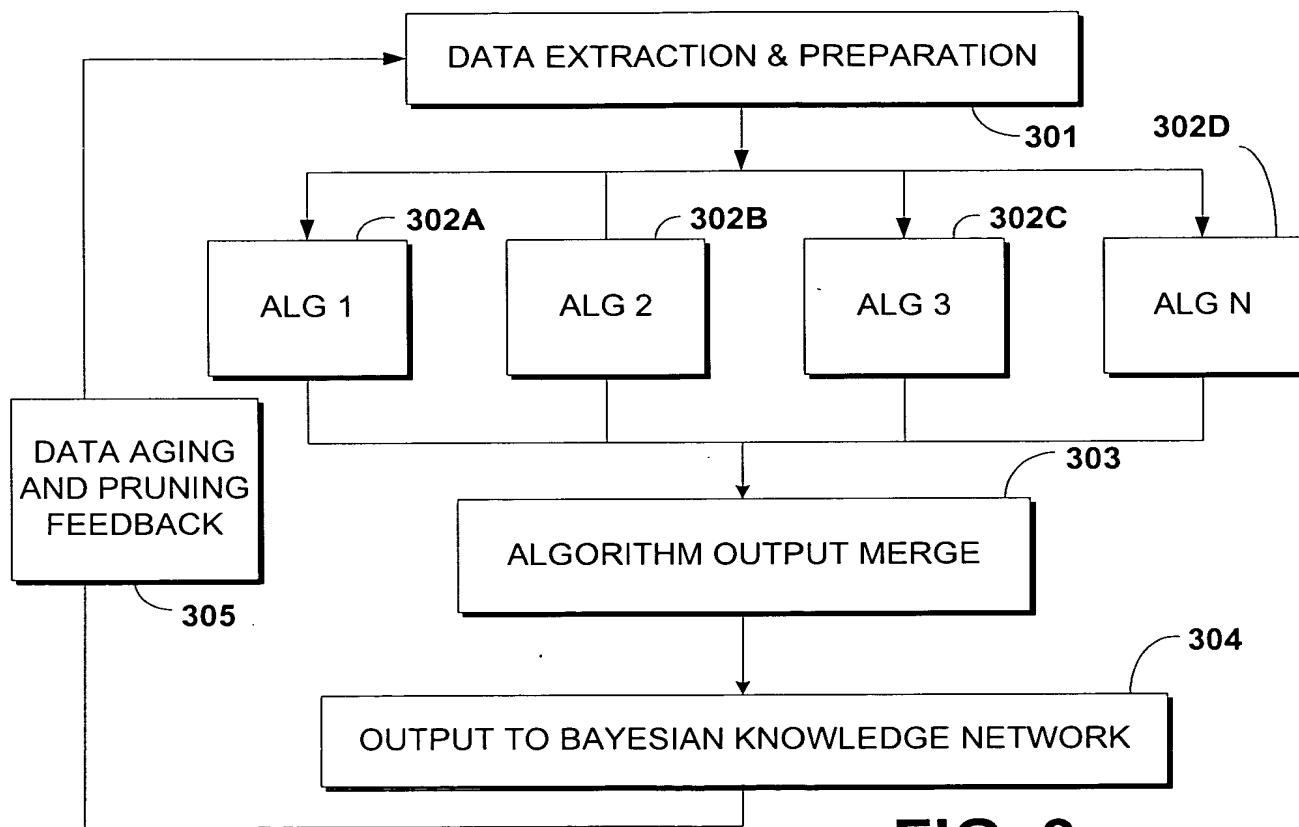 DATA EXTRACTION & PREPARATION
301
302D
302A
302B
302C
ALG 1
ALG 2
ALG 3
ALG N
DATA AGING
AND PRUNING
FEEDBACK
305
303
ALGORITHM OUTPUT MERGE
304
OUTPUT TO BAYESIAN KNOWLEDGE NETWORK
FIG.